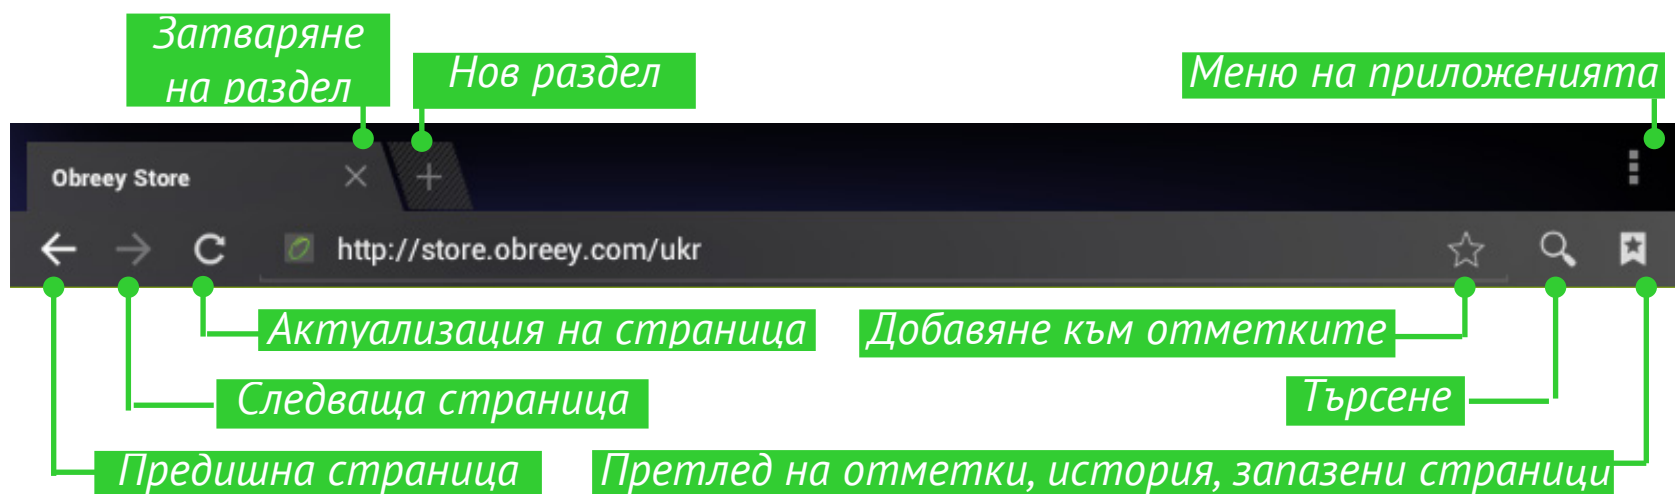 Затваряне
на раздел
Нов раздел
Меню на приложенията
Obreey Store
http://store.obreey.com/ukr
Актуализация на страница
Добавяне към отметките
Следваща страница
Търсене
Предишна страница
Претлед на отметки, история, запазени страници